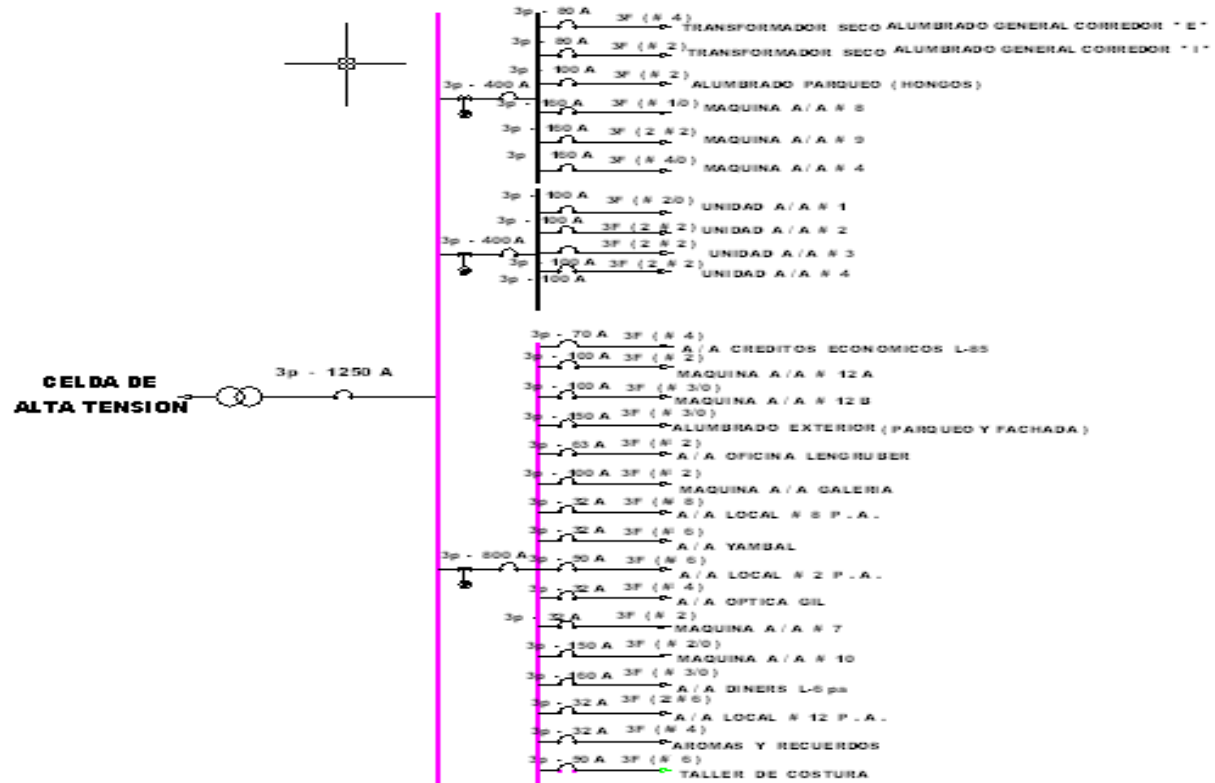 3p - 80 A 3F (# 4) TRANSFORMADOR SECO ALUMBRADO GENERAL CORREDOR " E "
3p - 80 A 3F (# 2) TRANSFORMADOR SECO ALUMBRADO GENERAL CORREDOR " I "
3p - 100 A 3F (# 2) ALUMBRADO PARQUEO (HONGOS)
3p - 400 A
3p - 160 A 3F (# 1/0) MAQUINA A/A # 8
3p - 160 A 3F (2 # 2) MAQUINA A/A # 9
3p 160 A 3F (# 4/0) MAQUINA A/A # 4
3p - 100 A 3F (# 2/0) UNIDAD A/A # 1
3p - 100 A 3F (2 # 2) UNIDAD A/A # 2
3p - 400 A
3F (2 # 2) UNIDAD A/A # 3
3p - 100 A 3F (2 # 2) UNIDAD A/A # 4
3p - 100 A
3p - 70 A 3F (# 4) A/A CREDITOS ECONOMICOS L-85
3p - 100 A 3F (# 2) MAQUINA A/A # 12 A
CELDA DE
ALTA TENSION
3p - 1250 A
3p - 100 A 3F (# 3/0) MAQUINA A/A # 12 B
3p - 150 A 3F (# 3/0) ALUMBRADO EXTERIOR (PARQUEO Y FACHADA)
3p - 63 A 3F (# 2) A/A OFICINA LENGRUBER
3p - 100 A 3F (# 2) MAQUINA A/A GALERIA
3p - 32 A 3F (# 8) A/A LOCAL # 8 P.A.
3p - 32 A 3F (# 6) A/A YAMBAL
3p - 800 A
3p - 50 A 3F (# 6) A/A LOCAL # 2 P.A.
3p - 32 A 3F (# 4) A/A OPTICA GIL
3p - 32 A 3F (# 2) MAQUINA A/A # 7
3p - 150 A 3F (# 2/0) MAQUINA A/A # 10
3p - 160 A 3F (# 3/0) A/A DINERS L-6 pa
3p - 32 A 3F (2 # 6) A/A LOCAL # 12 P.A.
3p - 32 A 3F (# 4) AROMAS Y RECUERDOS
3p - 50 A 3F (# 6) TALLER DE COSTURA